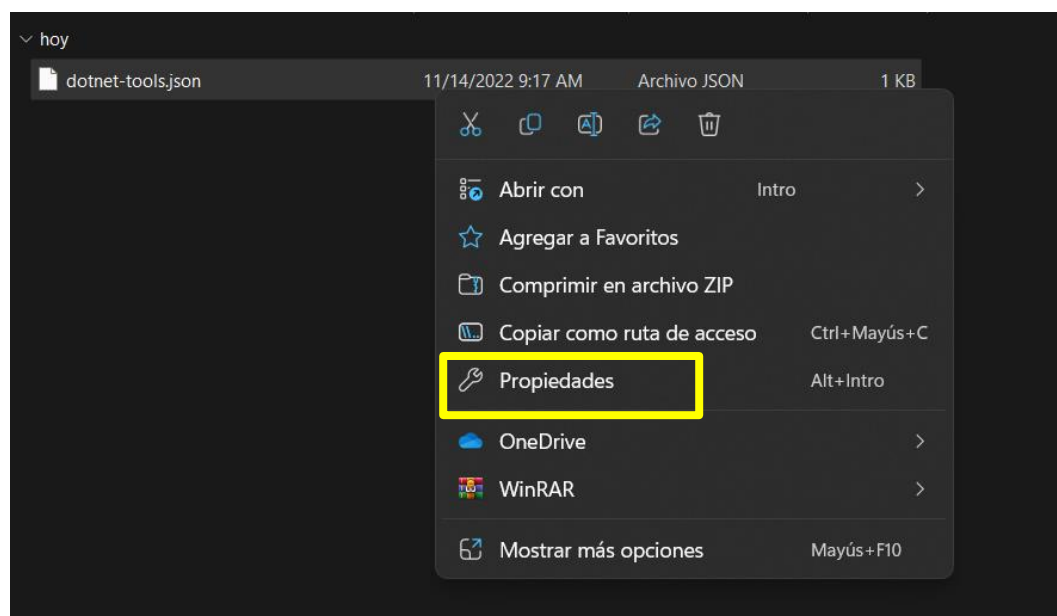 hoy
dotnet-tools.json 11/14/2022 9:17 AM Archivo JSON 1 KB
Abrir con Intro
Agregar a Favoritos
Comprimir en archivo ZIP
Copiar como ruta de acceso Ctrl+Mayús+C
Propiedades Alt+Intro
OneDrive
WinRAR
Mostrar más opciones Mayús+F10